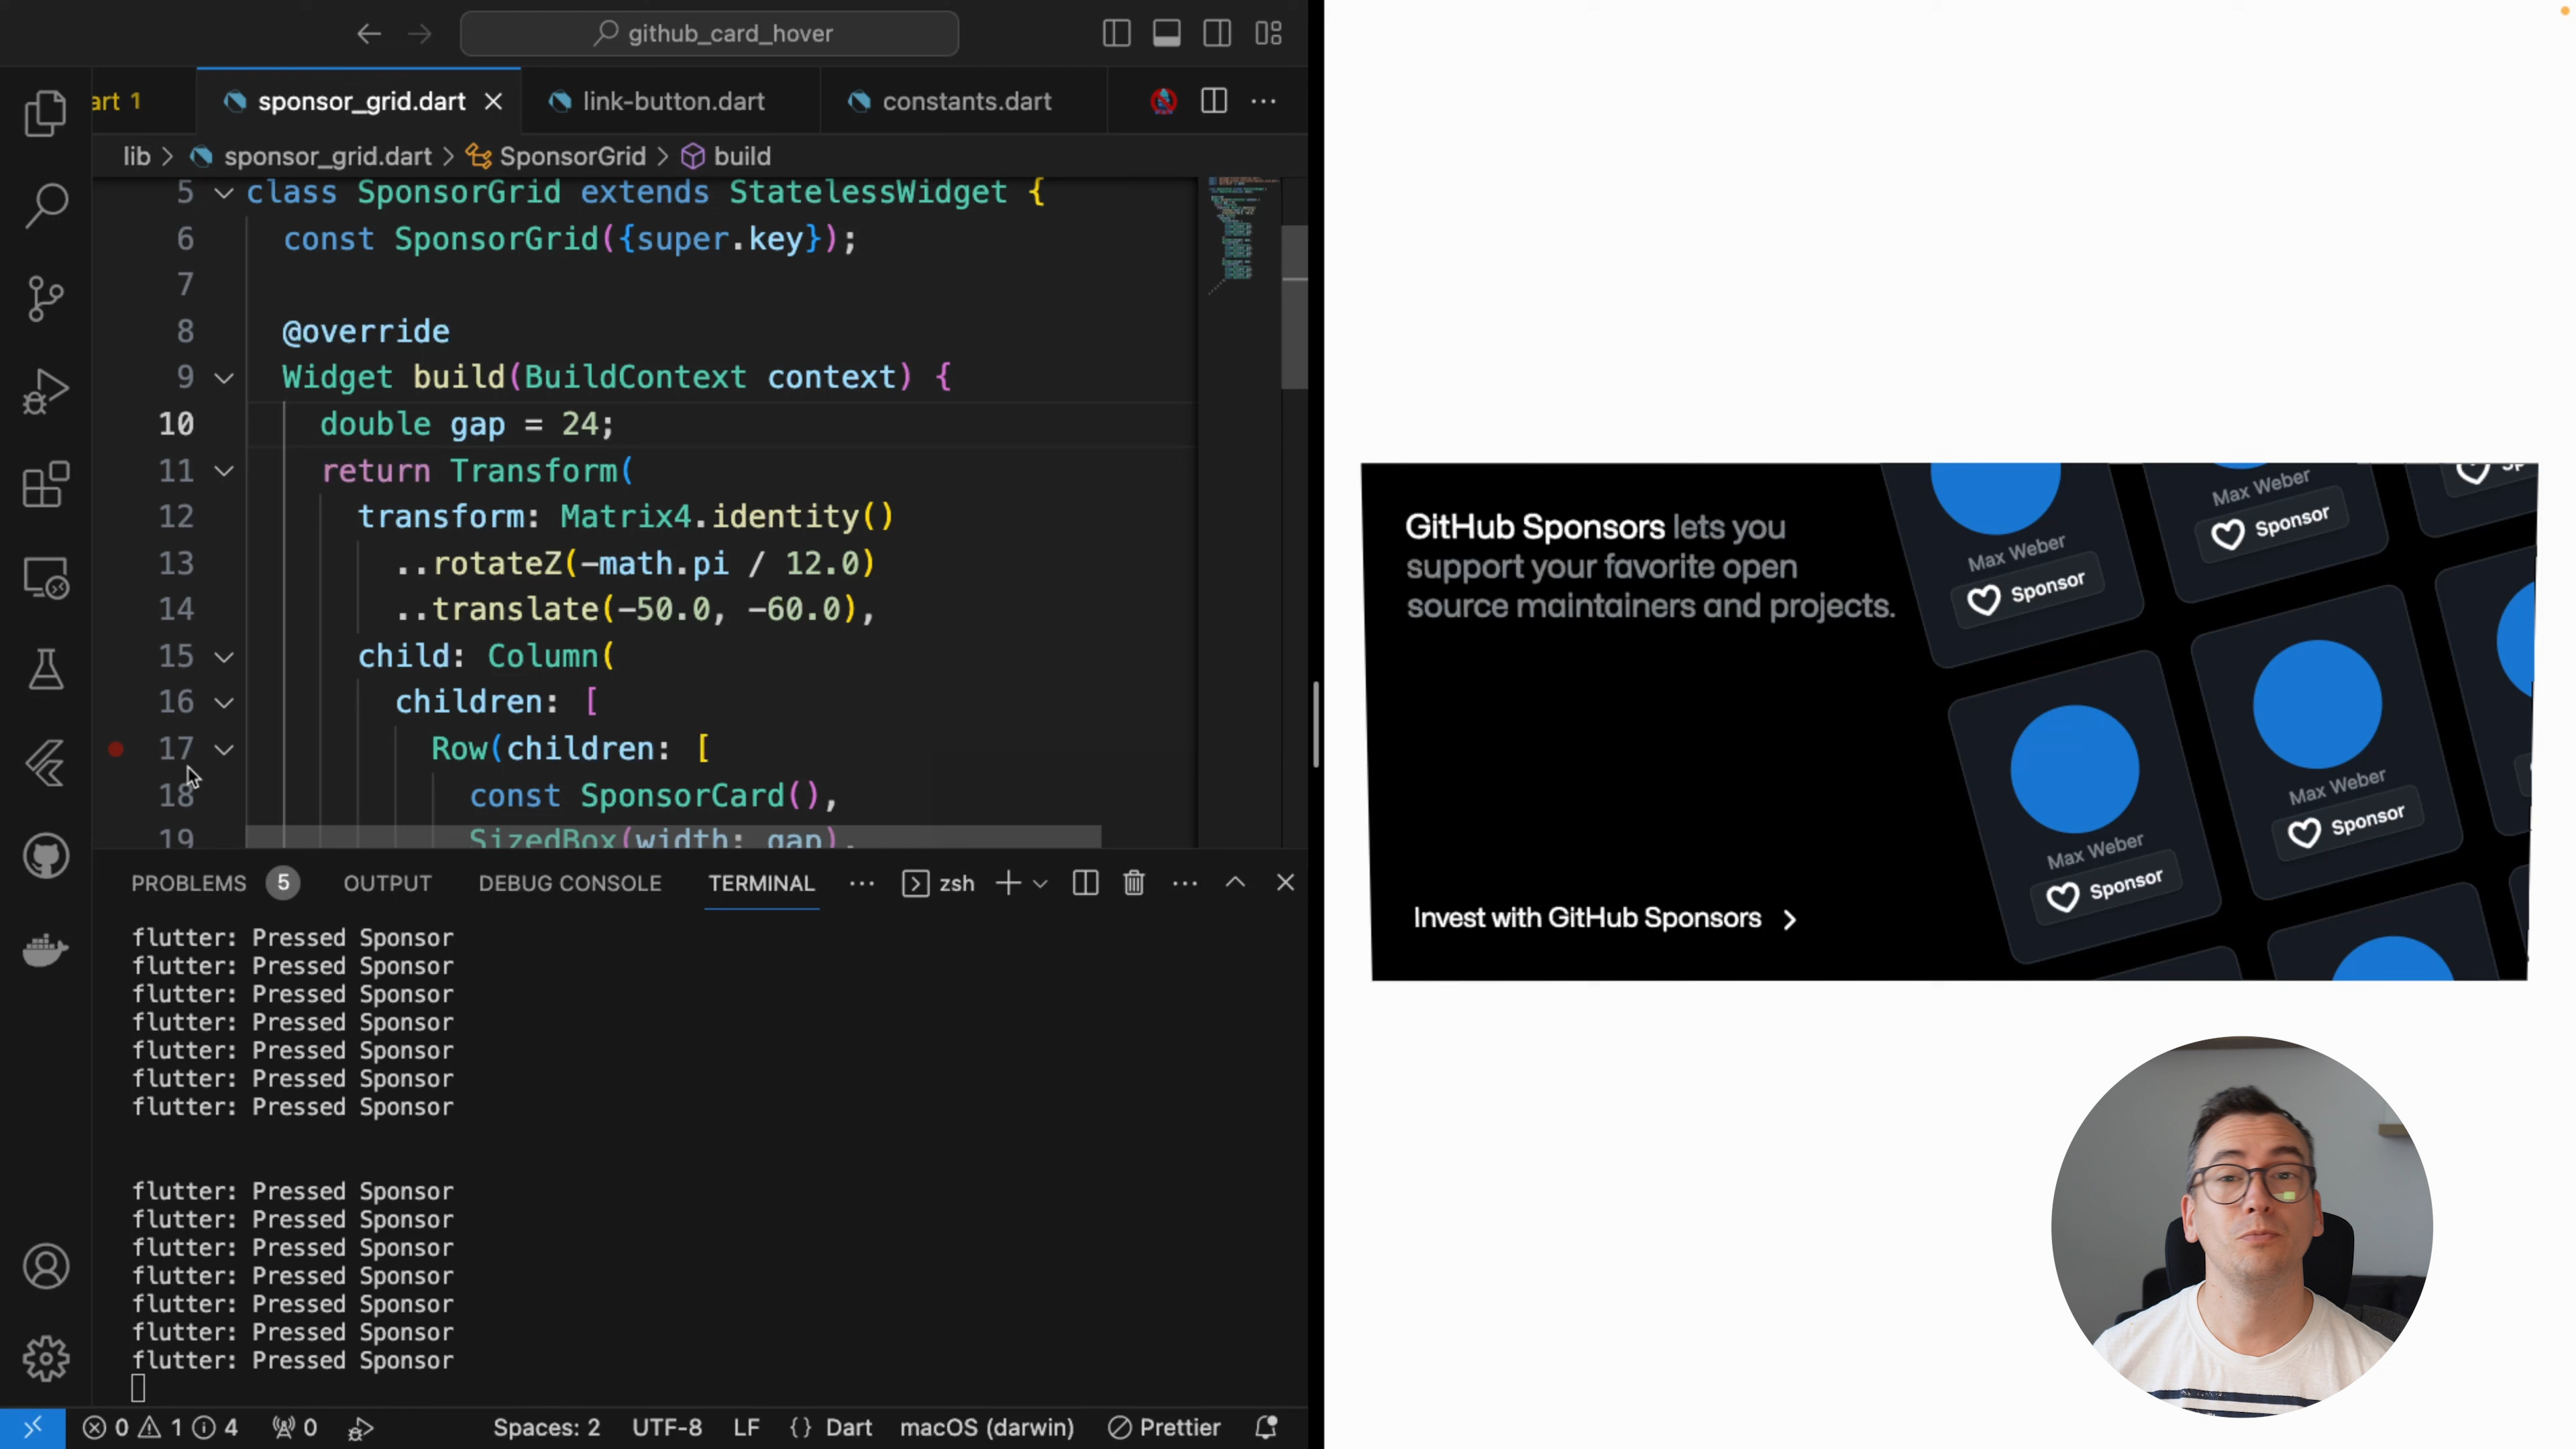 github_card_hover
art 1
sponsor_grid.dart
link-button.dart
constants.dart
lib > sponsor_grid.dart > SponsorGrid > build
5 class SponsorGrid extends StatelessWidget {
6 const SponsorGrid({super.key});
7
8 @override
9 Widget build(BuildContext context) {
10 double gap = 24;
11 return Transform(
12 transform: Matrix4.identity()
13 ..rotateZ(-math.pi / 12.0)
14 ..translate(-50.0, -60.0),
15 child: Column(
16 children: [
17 Row(children: [
18 const SponsorCard(),
19 SizedBox(width: gap),
PROBLEMS 5 OUTPUT DEBUG CONSOLE TERMINAL ... zsh
flutter: Pressed Sponsor
flutter: Pressed Sponsor
flutter: Pressed Sponsor
flutter: Pressed Sponsor
flutter: Pressed Sponsor
flutter: Pressed Sponsor
flutter: Pressed Sponsor
flutter: Pressed Sponsor
flutter: Pressed Sponsor
flutter: Pressed Sponsor
flutter: Pressed Sponsor
flutter: Pressed Sponsor
flutter: Pressed Sponsor
flutter: Pressed Sponsor
0 1 4 0 Spaces: 2 UTF-8 LF {} Dart macOS (darwin) Prettier
GitHub Sponsors lets you
support your favorite open
source maintainers and projects.
Invest with GitHub Sponsors
Max Weber
Sponsor
Max Weber
Sponsor
Max Weber
Sponsor
Max Weber
Sponsor